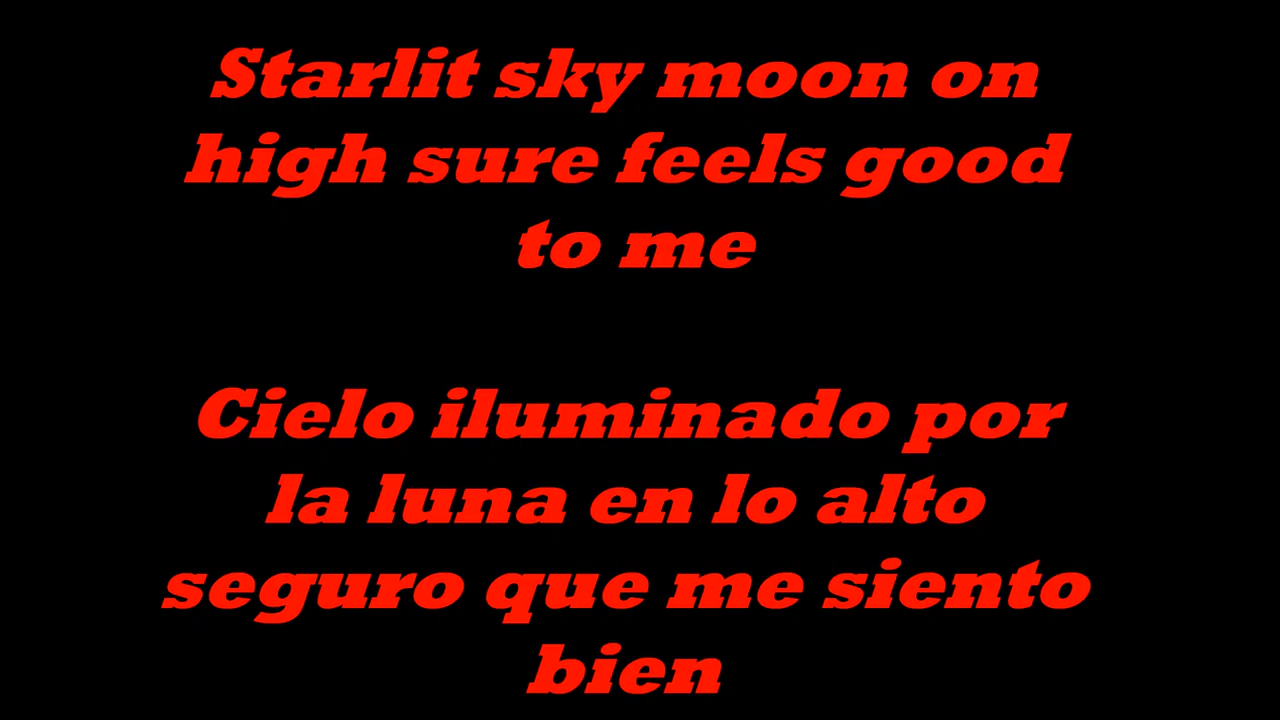 Starlit sky moon on
high sure feels good
to me
Cielo iluminado por
la luna en lo alto
seguro que me siento
bien